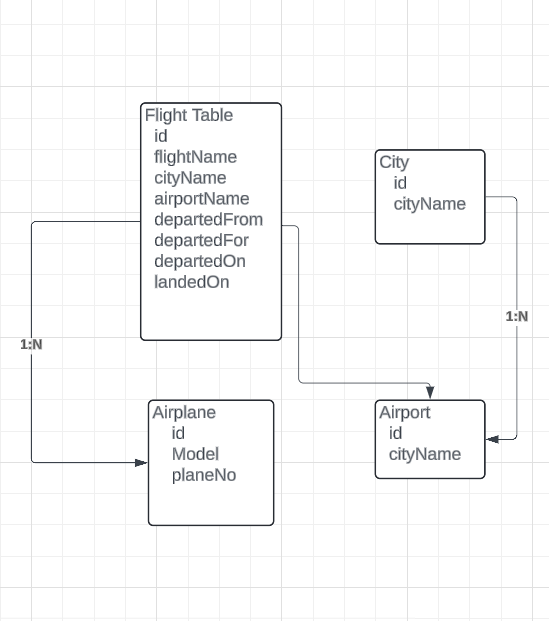 Flight Table
id
flightName
cityName
airportName
departedFrom
departedFor
departedOn
landedOn
City
id
cityName
1:N
1:N
Airplane
id
Model
planeNo
Airport
id
cityName